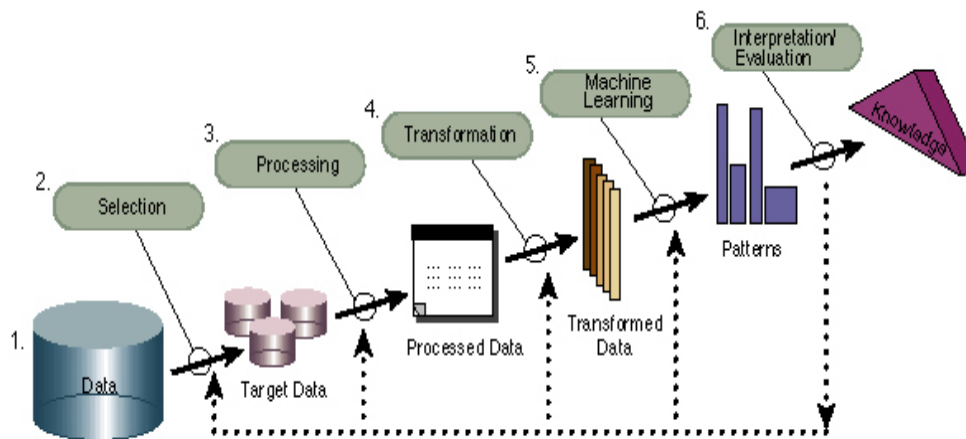 1.
Data
2.
Selection
Target Data
3.
Processing
Processed Data
4.
Transformation
Transformed
Data
5.
Machine
Learning
Patterns
6.
Interpretation/
Evaluation
Knowladge